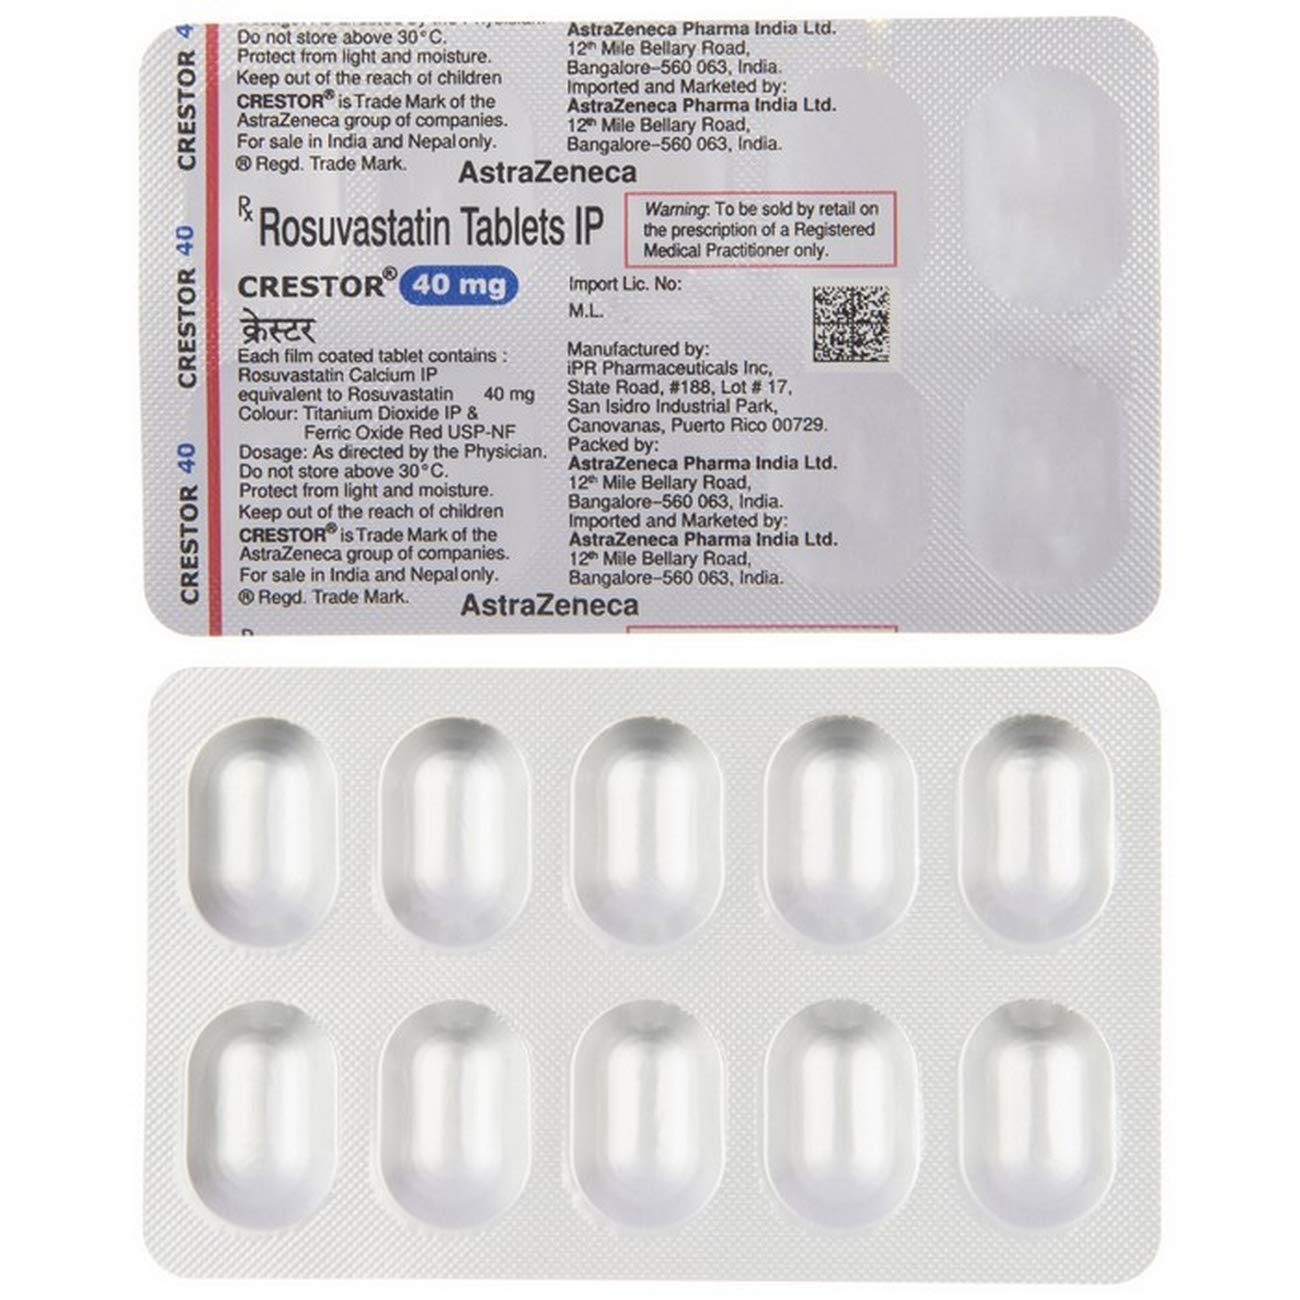 Do not store above 30°C.
Protect from light and moisture.
Keep out of the reach of children
CRESTOR® is Trade Mark of the
AstraZeneca group of companies.
For sale in India and Nepal only.
® Regd. Trade Mark.
AstraZeneca Pharma India Ltd.
12th Mile Bellary Road,
Bangalore–560 063, India.
Imported and Marketed by:
AstraZeneca Pharma India Ltd.
12th Mile Bellary Road,
Bangalore–560 063, India.
AstraZeneca
Rx Rosuvastatin Tablets IP
Warning: To be sold by retail on
the prescription of a Registered
Medical Practitioner only.
CRESTOR® 40 mg
क्रेस्टर
Each film coated tablet contains :
Rosuvastatin Calcium IP
equivalent to Rosuvastatin 40 mg
Colour: Titanium Dioxide IP &
Ferric Oxide Red USP-NF
Dosage: As directed by the Physician.
Do not store above 30°C.
Protect from light and moisture.
Keep out of the reach of children
CRESTOR® is Trade Mark of the
AstraZeneca group of companies.
For sale in India and Nepal only.
® Regd. Trade Mark.
Import Lic. No:
M.L.
Manufactured by:
iPR Pharmaceuticals Inc,
State Road, #188, Lot # 17,
San Isidro Industrial Park,
Canovanas, Puerto Rico 00729.
Packed by:
AstraZeneca Pharma India Ltd.
12th Mile Bellary Road,
Bangalore–560 063, India.
Imported and Marketed by:
AstraZeneca Pharma India Ltd.
12th Mile Bellary Road,
Bangalore–560 063, India.
AstraZeneca
CRESTOR 40
CRESTOR 40
CRESTOR 4